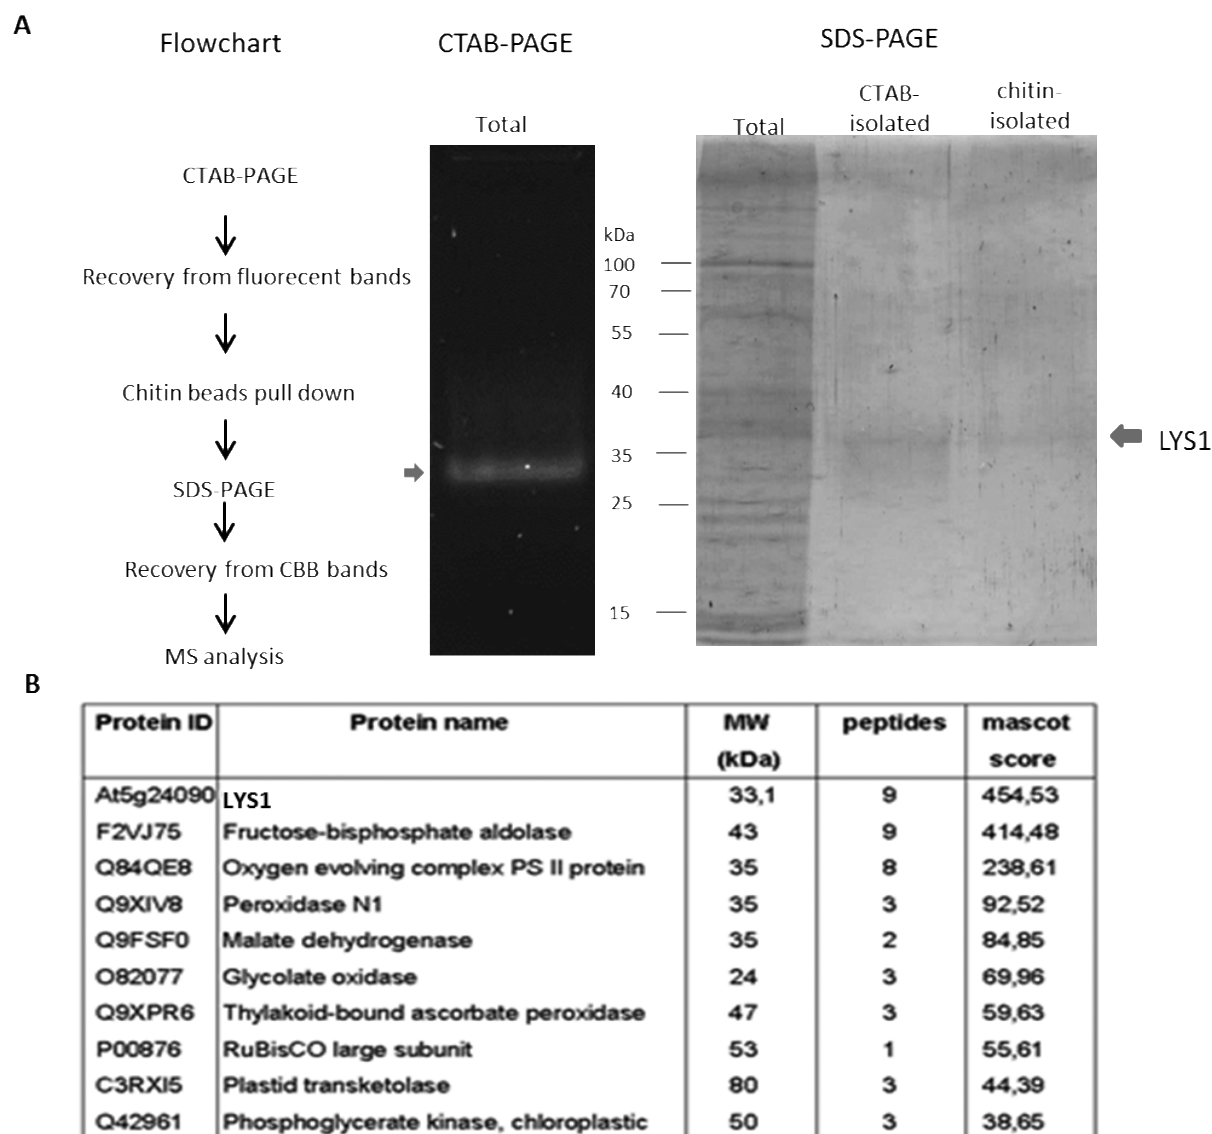 A
Flowchart
CTAB-PAGE
SDS-PAGE
Total
Total
CTAB-
isolated
chitin-
isolated
CTAB-PAGE
Recovery from fluorecent bands
Chitin beads pull down
SDS-PAGE
Recovery from CBB bands
MS analysis
kDa
100
70
55
40
35
25
15
LYS1
B
Protein ID Protein name MW (kDa) peptides mascot score
At5g24090 LYS1 33,1 9 454,53
F2VJ75 Fructose-bisphosphate aldolase 43 9 414,48
Q84QE8 Oxygen evolving complex PS II protein 35 8 238,61
Q9XIV8 Peroxidase N1 35 3 92,52
Q9FSF0 Malate dehydrogenase 35 2 84,85
O82077 Glycolate oxidase 24 3 69,96
Q9XPR6 Thylakoid-bound ascorbate peroxidase 47 3 59,63
P00876 RuBisCO large subunit 53 1 55,61
C3RXI5 Plastid transketolase 80 3 44,39
Q42961 Phosphoglycerate kinase, chloroplastic 50 3 38,65